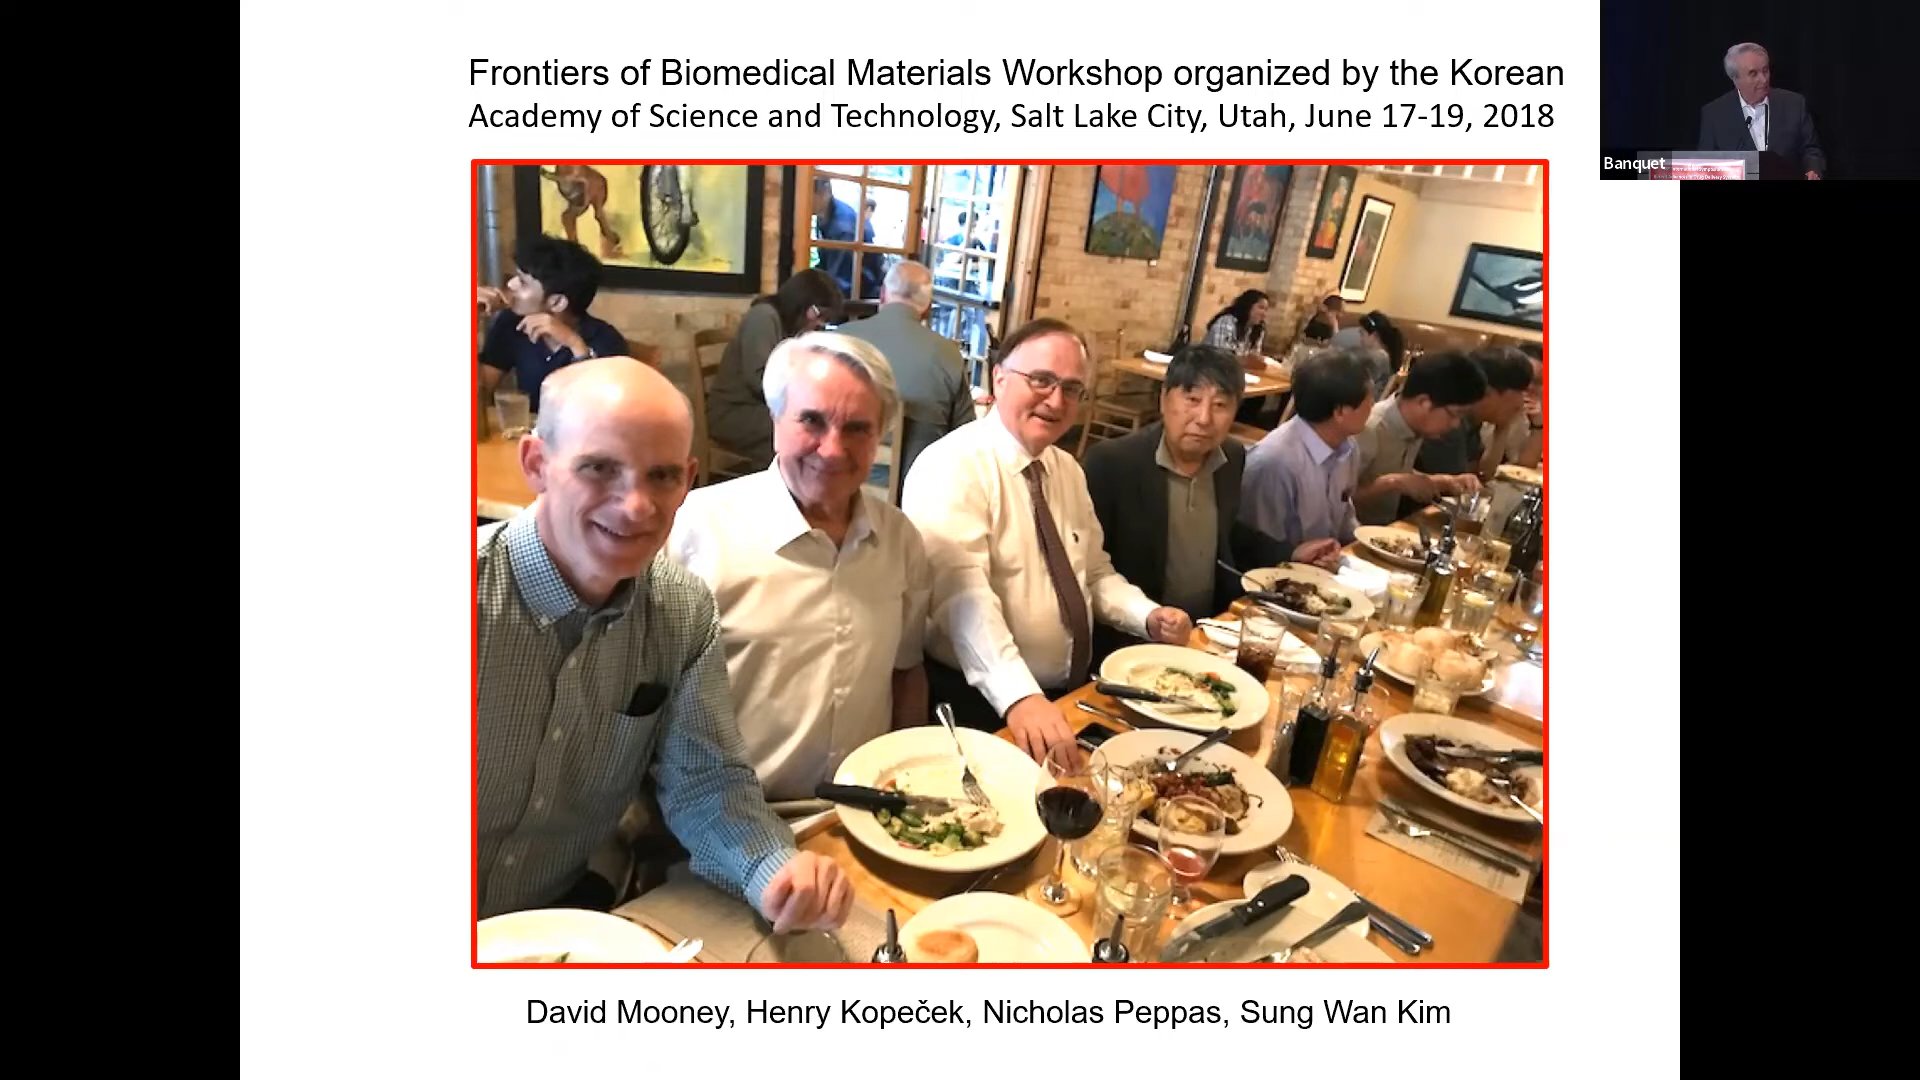 Frontiers of Biomedical Materials Workshop organized by the Korean
Academy of Science and Technology, Salt Lake City, Utah, June 17-19, 2018
Banquet
David Mooney, Henry Kopeček, Nicholas Peppas, Sung Wan Kim